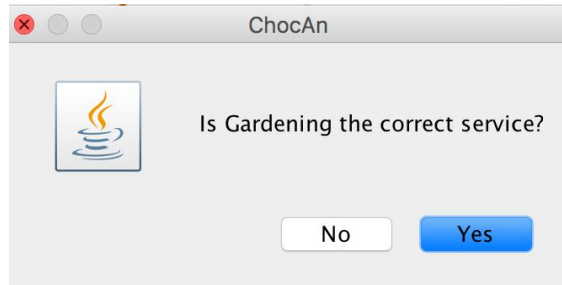 ChocAn
Is Gardening the correct service?
No Yes